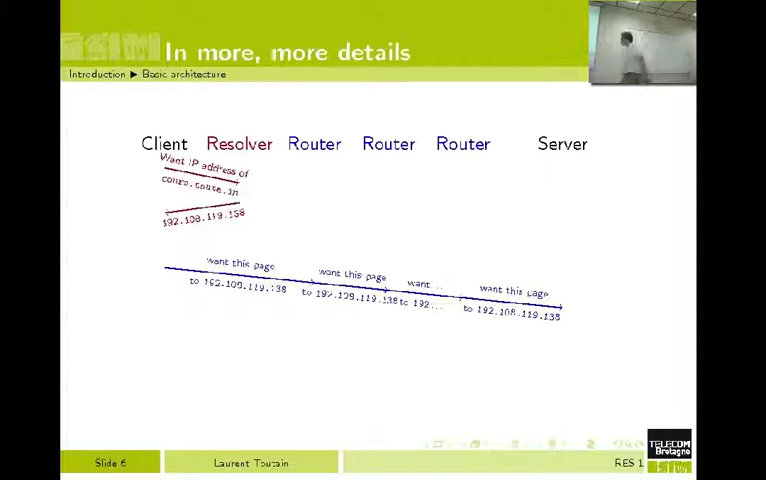 In more, more details
Introduction ▶ Basic architecture
Client Resolver Router Router Router Server
Want IP address of
192.108.119.138
want this page want this page want ... want this page
to 192.108.119.138 to 192.108.119.138 to 192... to 192.108.119.138
TELECOM
Bretagne
Slide 6 Laurent Toutain RES 1